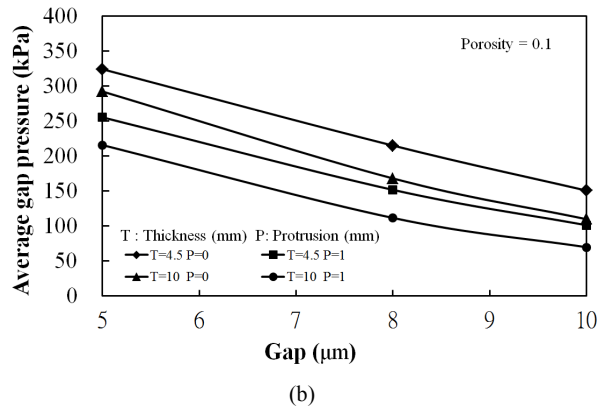 Average gap pressure (kPa)
400
350
300
250
200
150
100
50
0
Porosity = 0.1
T : Thickness (mm) P: Protrusion (mm)
T=4.5 P=0 T=4.5 P=1
T=10 P=0 T=10 P=1
5 6 7 8 9 10
Gap (μm)
(b)